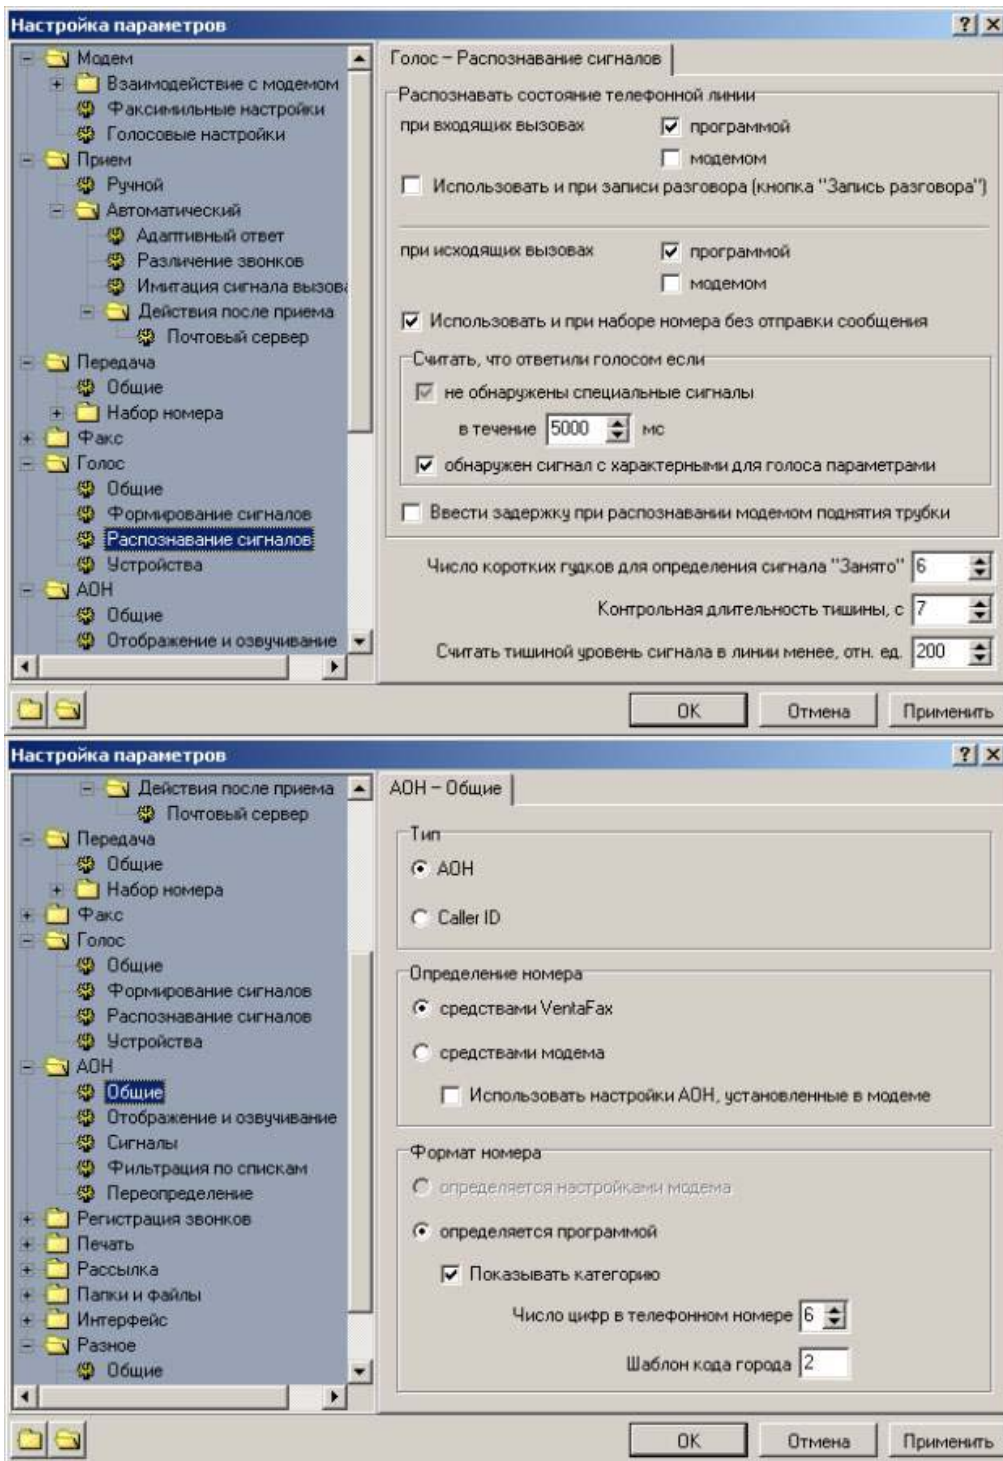 Настройка параметров
Модем
Взаимодействие с модемом
Факсимильные настройки
Голосовые настройки
Прием
Ручной
Автоматический
Адаптивный ответ
Различение звонков
Имитация сигнала вызова
Действия после приема
Почтовый сервер
Передача
Общие
Набор номера
Факс
Голос
Общие
Формирование сигналов
Распознавание сигналов
Устройства
АОН
Общие
Отображение и озвучивание
Голос – Распознавание сигналов
Распознавать состояние телефонной линии
при входящих вызовах программой
модемом
Использовать и при записи разговора (кнопка "Запись разговора")
при исходящих вызовах программой
модемом
Использовать и при наборе номера без отправки сообщения
Считать, что ответили голосом если
не обнаружены специальные сигналы
в течение 5000 мс
обнаружен сигнал с характерными для голоса параметрами
Ввести задержку при распознавании модемом поднятия трубки
Число коротких гудков для определения сигнала "Занято" 6
Контрольная длительность тишины, с 7
Считать тишиной уровень сигнала в линии менее, отн. ед. 200
OK Отмена Применить
Настройка параметров
Действия после приема
Почтовый сервер
Передача
Общие
Набор номера
Факс
Голос
Общие
Формирование сигналов
Распознавание сигналов
Устройства
АОН
Общие
Отображение и озвучивание
Сигналы
Фильтрация по спискам
Переопределение
Регистрация звонков
Печать
Рассылка
Папки и файлы
Интерфейс
Разное
Общие
АОН – Общие
Тип
АОН
Caller ID
Определение номера
средствами VentaFax
средствами модема
Использовать настройки АОН, установленные в модеме
Формат номера
определяется настройками модема
определяется программой
Показывать категорию
Число цифр в телефонном номере 6
Шаблон кода города 2
OK Отмена Применить